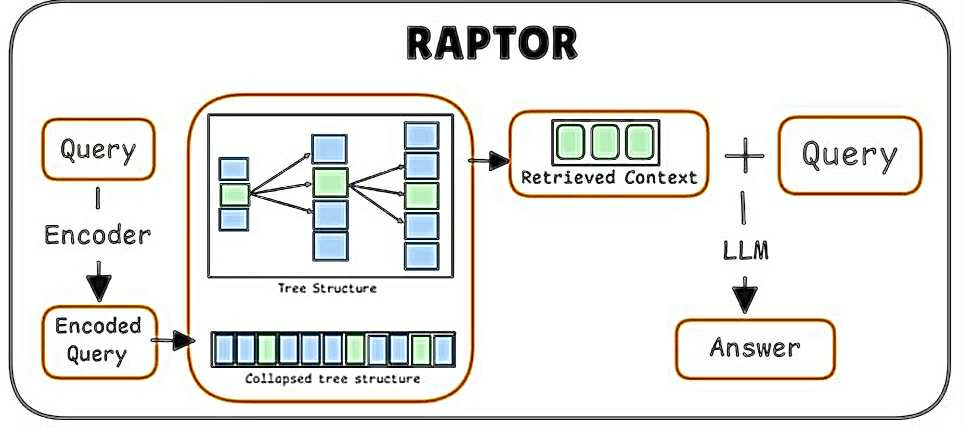 RAPTOR
Query
Encoder
Encoded
Query
Tree Structure
Collapsed tree structure
Retrieved Context
Query
LLM
Answer